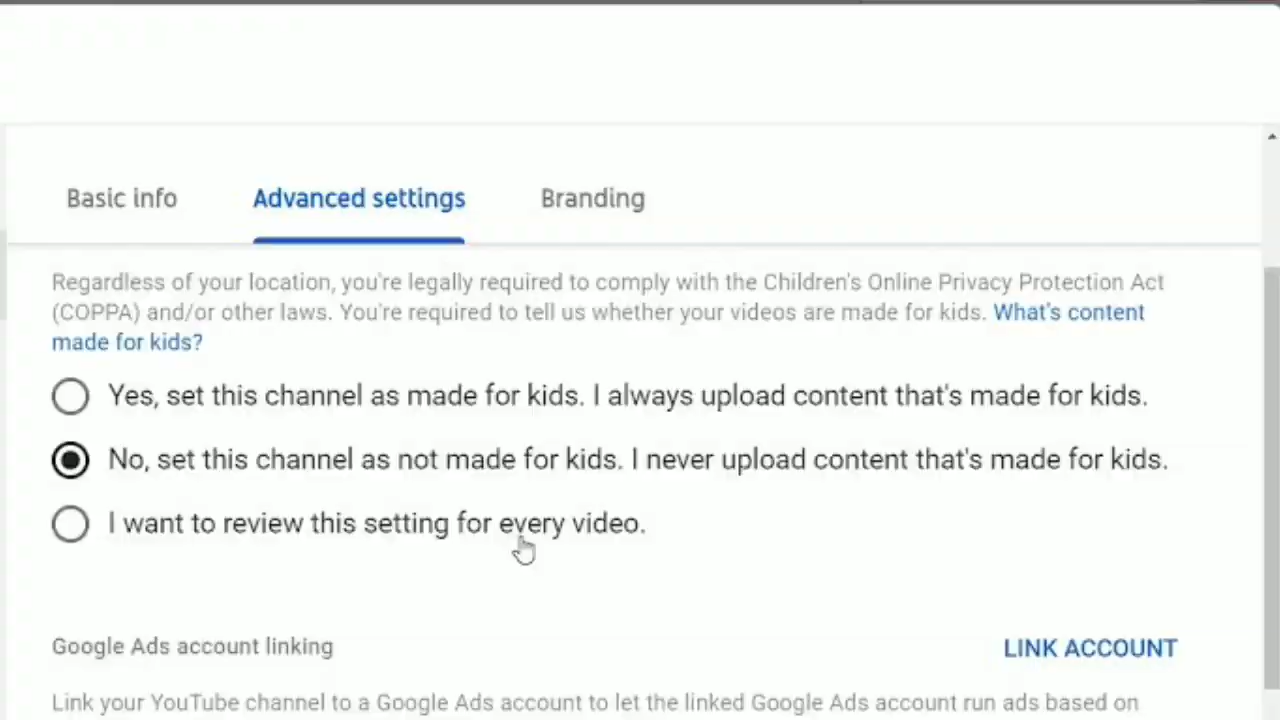 Basic info Advanced settings Branding
Regardless of your location, you're legally required to comply with the Children's Online Privacy Protection Act
(COPPA) and/or other laws. You're required to tell us whether your videos are made for kids. What's content
made for kids?
Yes, set this channel as made for kids. I always upload content that's made for kids.
No, set this channel as not made for kids. I never upload content that's made for kids.
I want to review this setting for every video.
Google Ads account linking LINK ACCOUNT
Link your YouTube channel to a Google Ads account to let the linked Google Ads account run ads based on